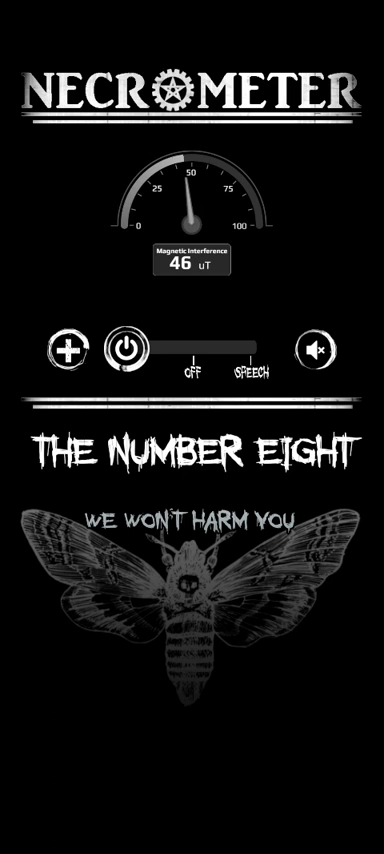 NECROMETER
0
25
50
75
100
Magnetic Interference
46 uT
OFF
SPEECH
THE NUMBER EIGHT
WE WON'T HARM YOU